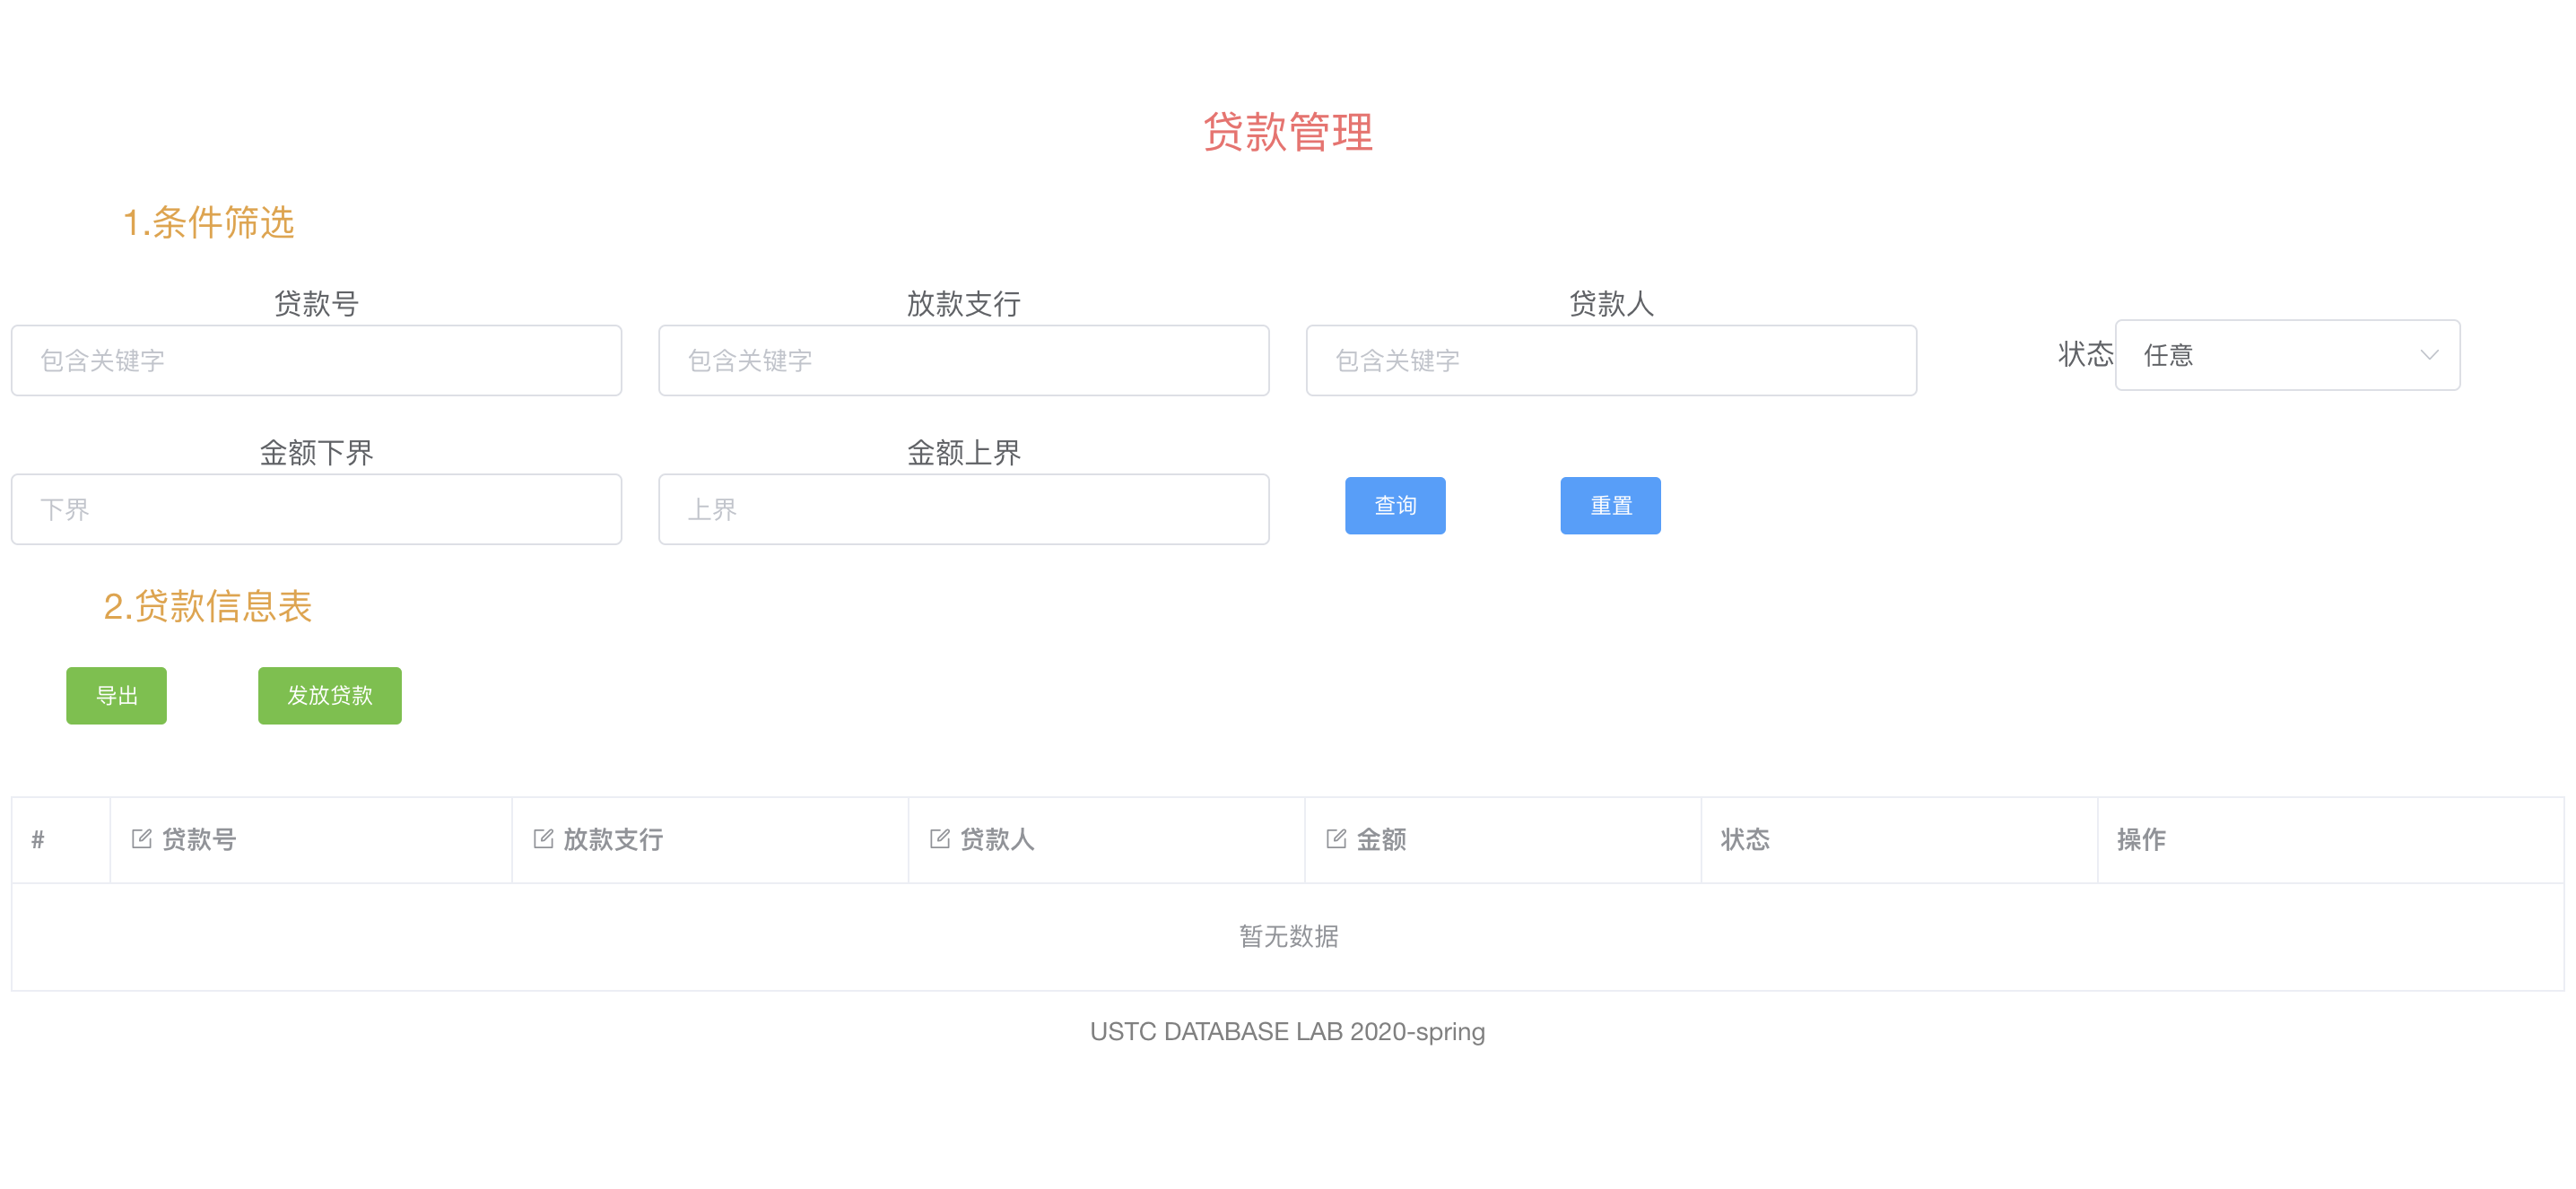 贷款管理
1.条件筛选
贷款号 放款支行 贷款人
包含关键字 包含关键字 包含关键字 状态 任意
金额下界 金额上界
下界 上界 查询 重置
2.贷款信息表
导出 发放贷款
# 贷款号 放款支行 贷款人 金额 状态 操作
暂无数据
USTC DATABASE LAB 2020-spring